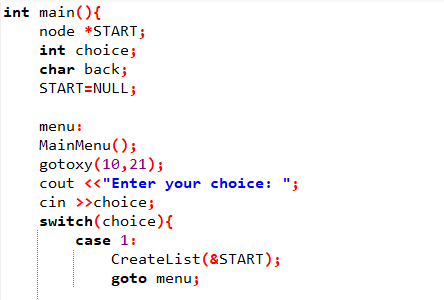 int main(){
node *START;
int choice;
char back;
START=NULL;
menu:
MainMenu();
gotoxy(10,21);
cout <<"Enter your choice: ";
cin >>choice;
switch(choice){
case 1:
CreateList(&START);
goto menu;